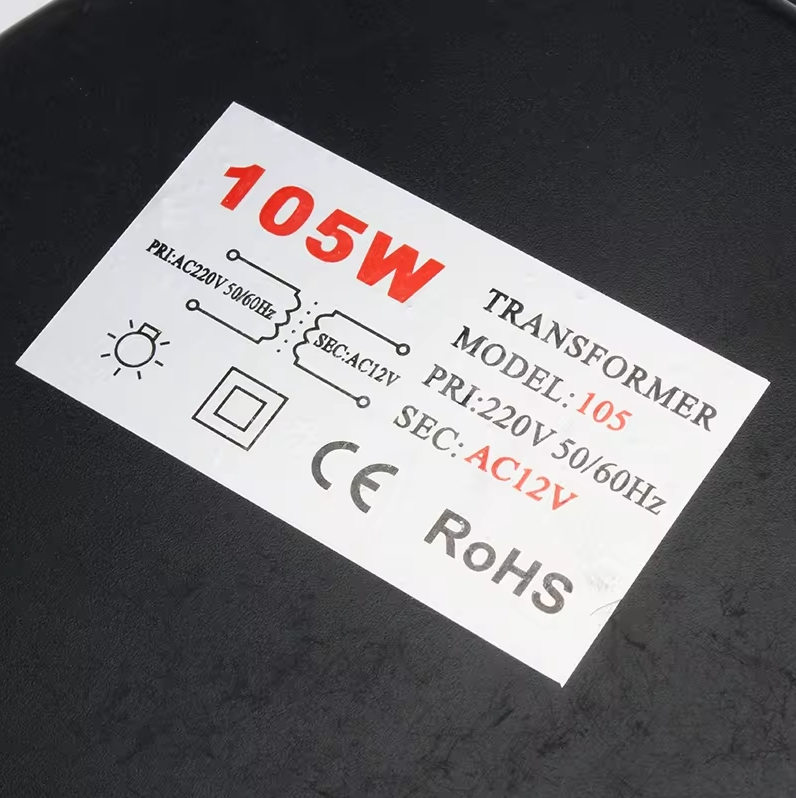 105W
PRI:AC220V 50/60Hz
SEC:AC12V
TRANSFORMER
MODEL: 105
PRI:220V 50/60Hz
SEC: AC12V
CE
RoHS